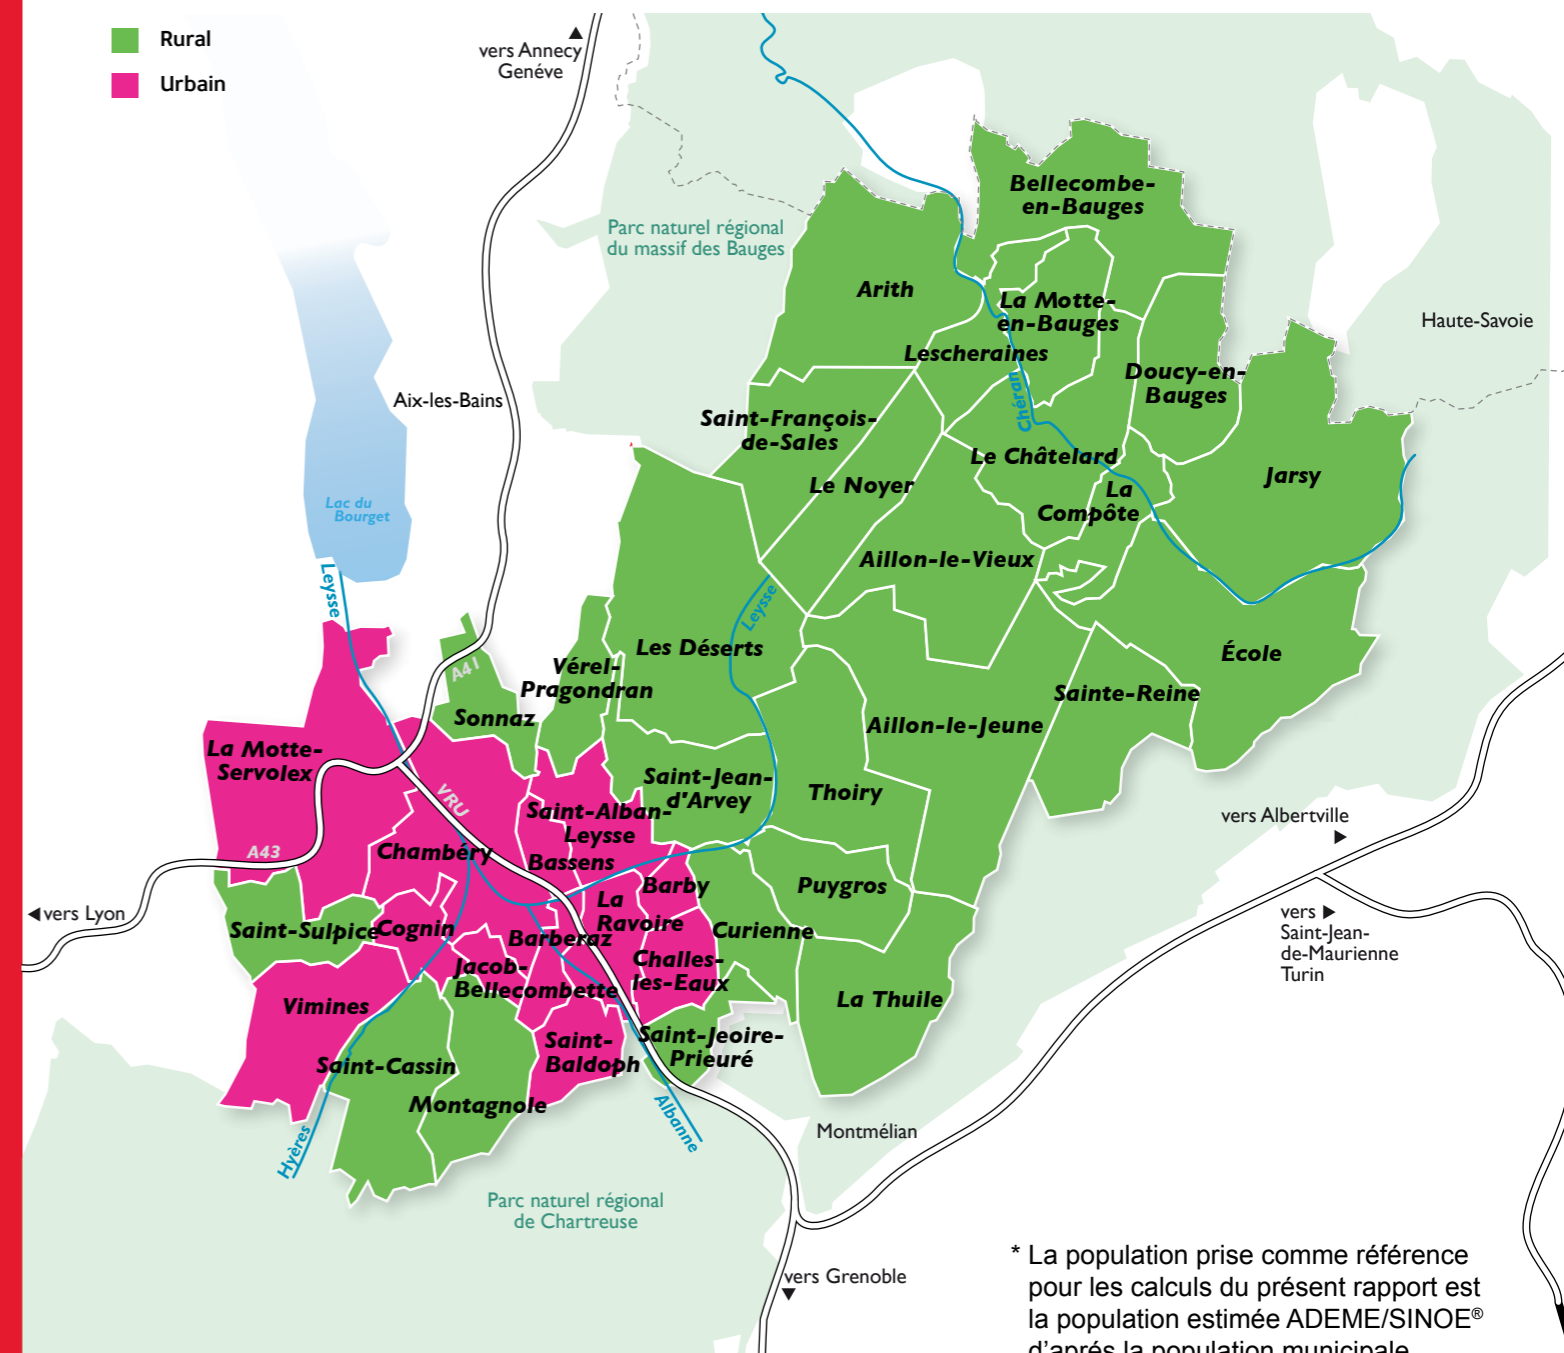 Rural
Urbain
vers Annecy
Genéve
Parc naturel régional
du massif des Bauges
Bellecombe-
en-Bauges
Arith
La Motte-
en-Bauges
Lescheraines
Haute-Savoie
Doucy-en-
Bauges
Chéran
Aix-les-Bains
Saint-François-
de-Sales
Le Châtelard
Jarsy
Le Noyer
La
Compôte
Lac du
Bourget
Aillon-le-Vieux
Leysse
Leysse
Les Déserts
École
Vérel-
Pragondran
A41
Sainte-Reine
Sonnaz
Aillon-le-Jeune
La Motte-
Servolex
Saint-Jean-
d'Arvey
Thoiry
VRU
Saint-Alban-
Leysse
vers Albertville
A43
Chambéry
Bassens
Barby
Puygros
La
Ravoire
vers Lyon
Saint-Sulpice
Cognin
Barberaz
Curienne
vers
Saint-Jean-
de-Maurienne
Turin
Jacob-
Bellecombette
Challes-
les-Eaux
Vimines
La Thuile
Saint-
Baldoph
Saint-Jeoire-
Prieuré
Saint-Cassin
Montagnole
Albanne
Hyères
Montmélian
Parc naturel régional
de Chartreuse
vers Grenoble
* La population prise comme référence
pour les calculs du présent rapport est
la population estimée ADEME/SINOE®
d'aprés la population municipale